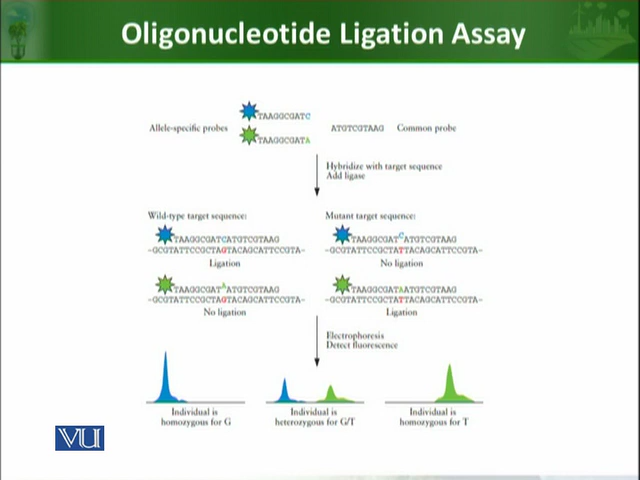 Oligonucleotide Ligation Assay
TAAGGCGATC
Allele-specific probes ATGTCGTAAG Common probe
TAAGGCGATA
Hybridize with target sequence
Add ligase
Wild-type target sequence: Mutant target sequence:
TAAGGCGATCATGTCGTAAG TAAGGCGATCATGTCGTAAG
-GCGTATTCCGCTAGTACAGCATTCCGTA- -GCGTATTCCGCTATTACAGCATTCCGTA-
Ligation No ligation
TAAGGCGATAATGTCGTAAG TAAGGCGATAATGTCGTAAG
-GCGTATTCCGCTAGTACAGCATTCCGTA- -GCGTATTCCGCTATTACAGCATTCCGTA-
No ligation Ligation
Electrophoresis
Detect fluorescence
Individual is Individual is Individual is
homozygous for G heterozygous for G/T homozygous for T
VU